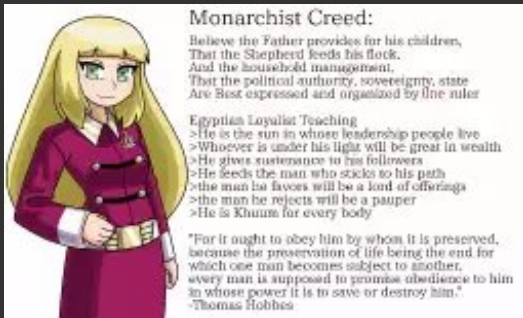 Monarchist Creed:
Believe the Father provides for his children,
That the Shepherd feeds his flock.
And the household management,
That the political authority, sovereignty, state
Are Best expressed and organized by One ruler
Egyptian Loyalist Teaching
>He is the sun in whose leadership people live
>Whoever is under his light will be great in wealth
>He gives sustenance to his followers
>He feeds the man who sticks to his path
>the man he favors will be a lord of offerings
>the man he rejects will be a pauper
>He is Khnum for every body
"For it ought to obey him by whom it is preserved,
because the preservation of life being the end for
which one man becomes subject to another,
every man is supposed to promise obedience to him
in whose power it is to save or destroy him."
-Thomas Hobbes